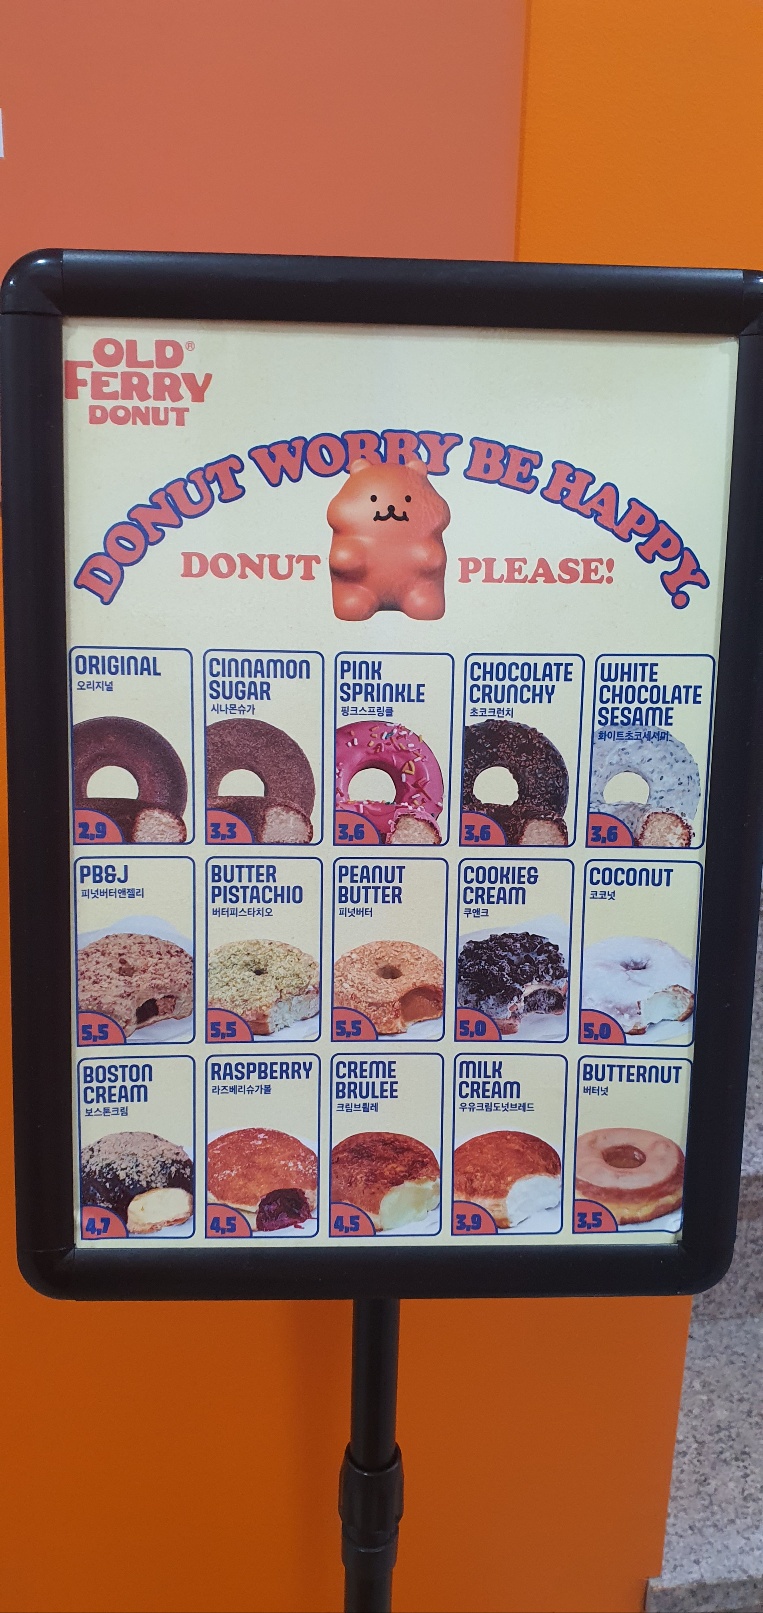 OLD®
FERRY
DONUT
DONUT WORRY BE HAPPY.
DONUT PLEASE!
ORIGINAL
오리지널
2,9
CINNAMON
SUGAR
시나몬슈가
3,3
PINK
SPRINKLE
핑크스프링클
3,6
CHOCOLATE
CRUNCHY
초코크런치
3,6
WHITE
CHOCOLATE
SESAME
화이트초코세서미
3,6
PB&J
피넛버터앤젤리
5,5
BUTTER
PISTACHIO
버터피스타치오
5,5
PEANUT
BUTTER
피넛버터
5,5
COOKIE&
CREAM
쿠앤크
5,0
COCONUT
코코넛
5,0
BOSTON
CREAM
보스톤크림
4,7
RASPBERRY
라즈베리슈가볼
4,5
CREME
BRULEE
크림브륄레
4,5
MILK
CREAM
우유크림도넛브레드
3,9
BUTTERNUT
버터넛
3,5